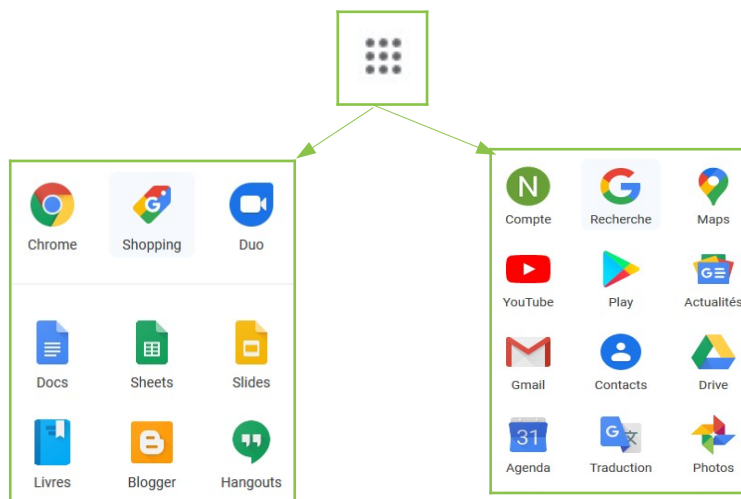 Chrome Shopping Duo
Docs Sheets Slides
Livres Blogger Hangouts
N
Compte Recherche Maps
YouTube Play Actualités
Gmail Contacts Drive
31
Agenda Traduction Photos